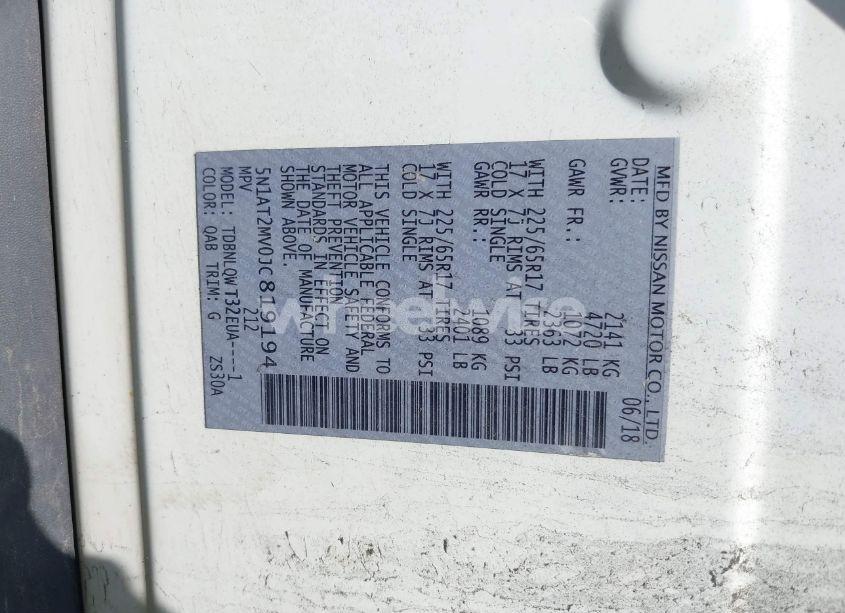 MFD BY NISSAN MOTOR CO., LTD.
DATE: 06/18
GVWR: 2141 KG
4720 LB
GAWR FR.: 1072 KG
2363 LB
WITH 225/65R17 TIRES
17 X 7J RIMS AT 33 PSI
COLD SINGLE
GAWR RR.: 1089 KG
2401 LB
WITH 225/65R17 TIRES
17 X 7J RIMS AT 33 PSI
COLD SINGLE
THIS VEHICLE CONFORMS TO
ALL APPLICABLE FEDERAL
MOTOR VEHICLE SAFETY AND
THEFT PREVENTION
STANDARDS IN EFFECT ON
THE DATE OF MANUFACTURE
SHOWN ABOVE.
5N1AT2MV0JC819194
MPV 212
MODEL: TDBNLQWT32EUA----1
COLOR: QAB TRIM: G ZS30A
wheelwire